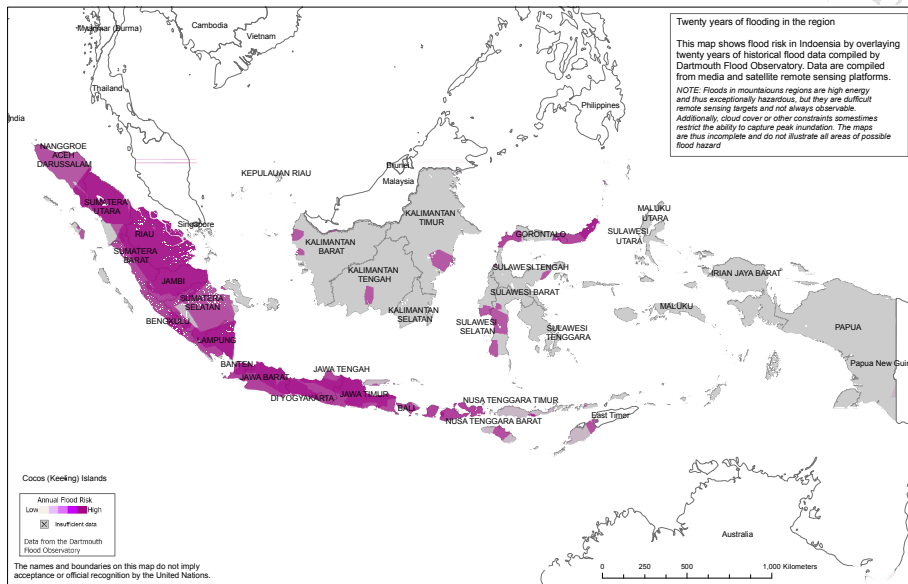 Cambodia
Myanmar (Burma)
Vietnam
Thailand
India
Philippines
Twenty years of flooding in the region
This map shows flood risk in Indoensia by overlaying
twenty years of historical flood data compiled by
Dartmouth Flood Observatory. Data are compiled
from media and satellite remote sensing platforms.
NOTE: Floods in mountaiouns regions are high energy
and thus exceptionally hazardous, but they are dufficult
remote sensing targets and not always observable.
Additionally, cloud cover or other constraints somestimes
restrict the ability to capture peak inundation. The maps
are thus incomplete and do not illustrate all areas of possible
flood hazard
NANGGROE
ACEH
DARUSSALAM
KEPULAUAN RIAU
Brunei
Malaysia
SUMATERA
UTARA
Singapore
RIAU
SUMATERA
BARAT
JAMBI
SUMATERA
SELATAN
BENGKULU
LAMPUNG
KALIMANTAN
TIMUR
KALIMANTAN
BARAT
KALIMANTAN
TENGAH
KALIMANTAN
SELATAN
GORONTALO
SULAWESI
UTARA
MALUKU
UTARA
SULAWESI TENGAH
SULAWESI BARAT
SULAWESI
SELATAN
SULAWESI
TENGGARA
MALUKU
IRIAN JAYA BARAT
PAPUA
Papua New Guin
BANTEN
JAWA BARAT
JAWA TENGAH
DI YOGYAKARTA
JAWA TIMUR
BALI
NUSA TENGGARA TIMUR
NUSA TENGGARA BARAT
East Timor
Cocos (Keeling) Islands
Australia
Annual Flood Risk
Low High
Insufficient data
Data from the Dartmouth
Flood Observatory
0 250 500 1,000 Kilometers
The names and boundaries on this map do not imply
acceptance or official recognition by the United Nations.